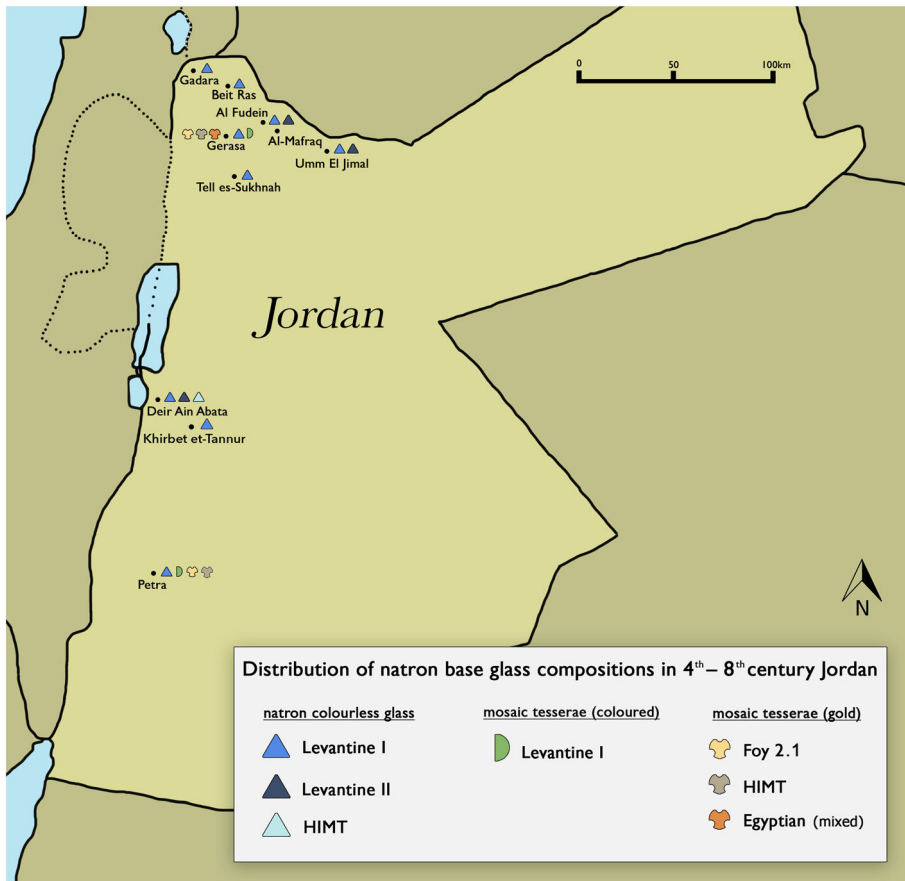 0 50 100km
Gadara
Beit Ras
Al Fudein
Gerasa
Al-Mafraq
Umm El Jimal
Tell es-Sukhnah
Jordan
Deir Ain Abata
Khirbet et-Tannur
Petra
N
Distribution of natron base glass compositions in 4th – 8th century Jordan
natron colourless glass
Levantine I
Levantine II
HIMT
mosaic tesserae (coloured)
Levantine I
mosaic tesserae (gold)
Foy 2.1
HIMT
Egyptian (mixed)